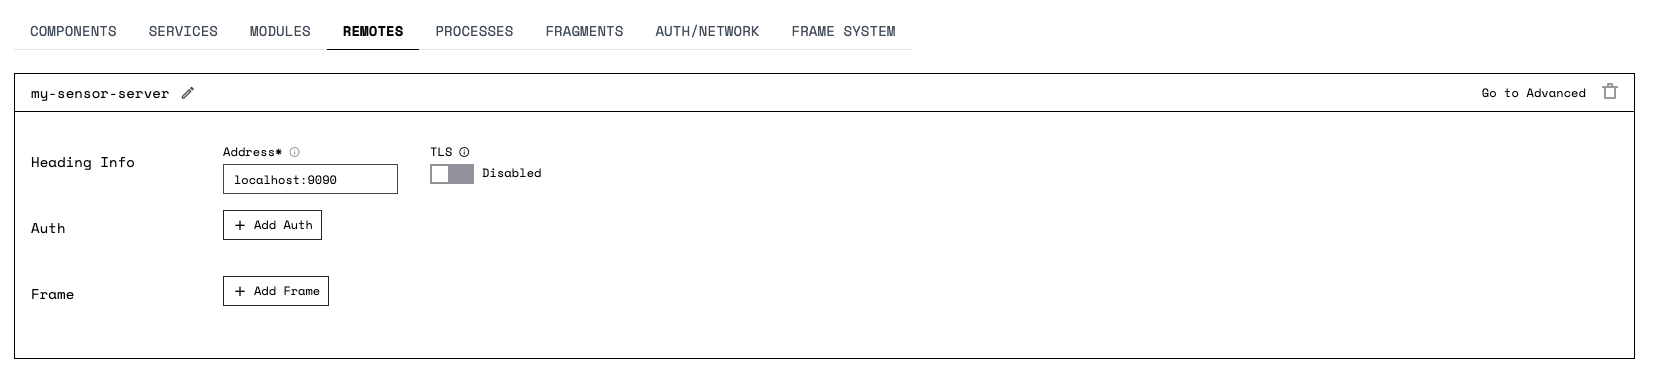 COMPONENTS SERVICES MODULES REMOTES PROCESSES FRAGMENTS AUTH/NETWORK FRAME SYSTEM
my-sensor-server Go to Advanced
Heading Info Address* TLS
localhost:9090 Disabled
Auth + Add Auth
Frame + Add Frame